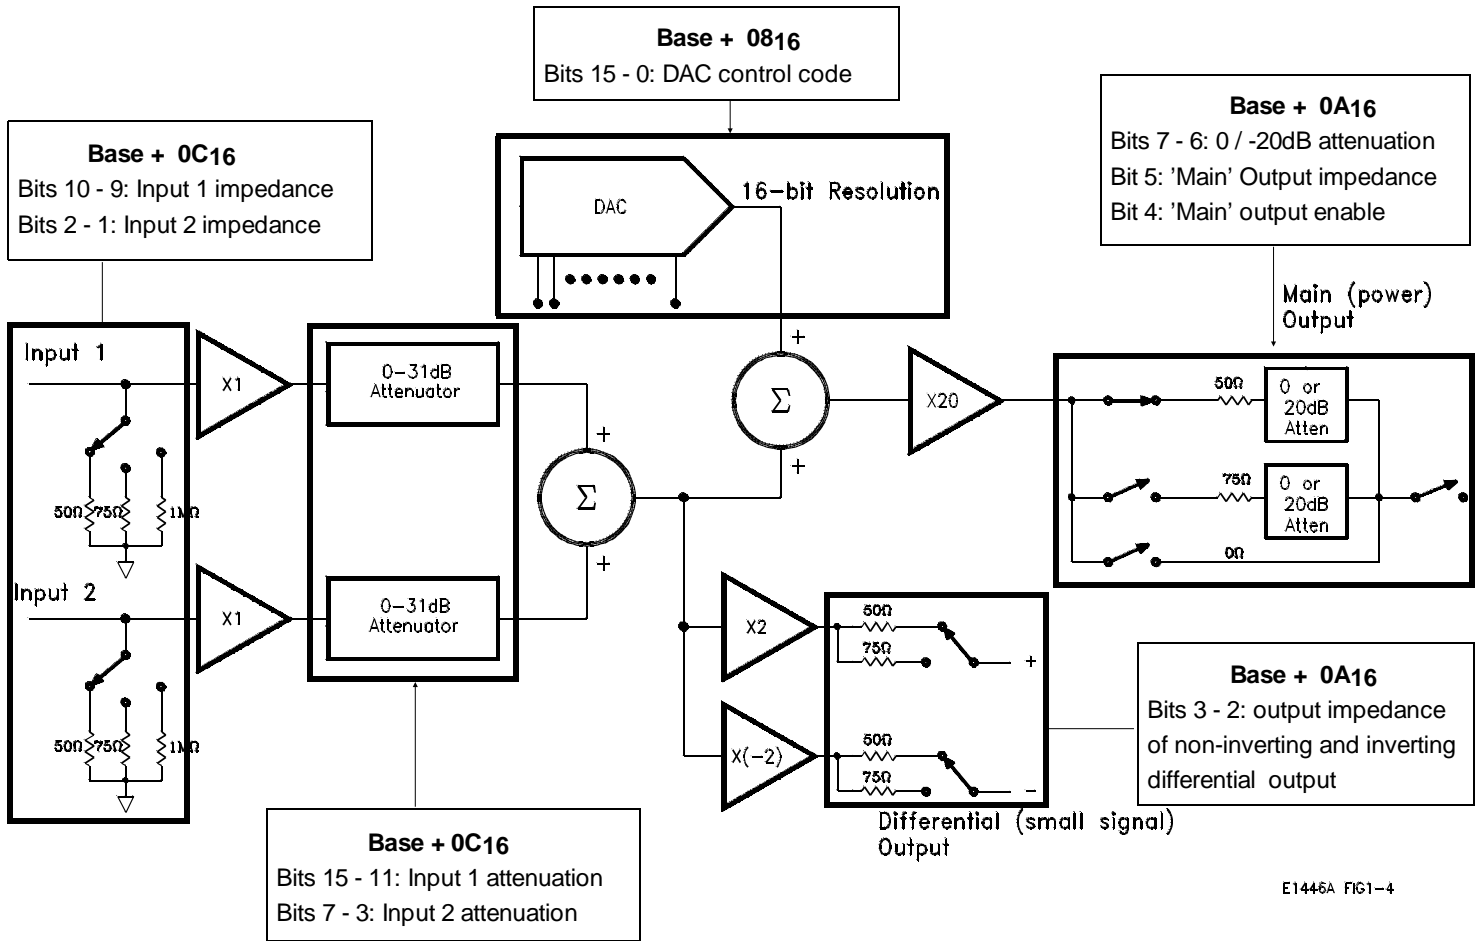 Base + 0816
Bits 15 - 0: DAC control code
Base + 0A16
Bits 7 - 6: 0 / -20dB attenuation
Bit 5: ’Main’ Output impedance
Bit 4: ’Main’ output enable
Base + 0C16
Bits 10 - 9: Input 1 impedance
Bits 2 - 1: Input 2 impedance
DAC
16-bit Resolution
Main (power)
Output
Input 1
X1
0-31dB
Attenuator
+
Σ
+
X20
50Ω
0 or
20dB
Atten
75Ω
0 or
20dB
Atten
0Ω
50Ω
75Ω
1MΩ
+
Σ
+
Input 2
X1
0-31dB
Attenuator
50Ω
75Ω
1MΩ
X2
50Ω
75Ω
+
X(-2)
50Ω
75Ω
-
Differential (small signal)
Output
Base + 0A16
Bits 3 - 2: output impedance
of non-inverting and inverting
differential output
Base + 0C16
Bits 15 - 11: Input 1 attenuation
Bits 7 - 3: Input 2 attenuation
E1446A FIG1-4